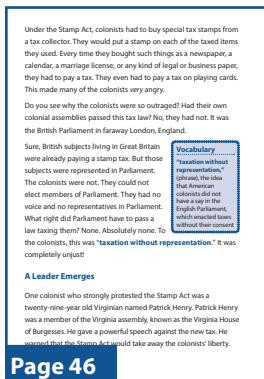 Under the Stamp Act, colonists had to buy special tax stamps from
a tax collector. They would put a stamp on each of the taxed items
they used. Every time they bought such things as a newspaper, a
calendar, a marriage license, or any kind of legal or business paper,
they had to pay a tax. They even had to pay a tax on playing cards.
This made many of the colonists very angry.
Do you see why the colonists were so outraged? Had their own
colonial assemblies passed this tax law? No, they had not. It was
the British Parliament in faraway London, England.
Sure, British subjects living in Great Britain
were already paying a stamp tax. But those
subjects were represented in Parliament.
The colonists were not. They could not
elect members of Parliament. They had no
voice and no representatives in Parliament.
What right did Parliament have to pass a
law taxing them? None. Absolutely none. To
the colonists, this was “taxation without representation.” It was
completely unjust!
Vocabulary
“taxation without
representation,”
(phrase), the idea
that American
colonists did not
have a say in the
English Parliament,
which enacted taxes
without their consent
A Leader Emerges
One colonist who strongly protested the Stamp Act was a
twenty-nine-year old Virginian named Patrick Henry. Patrick Henry
was a member of the Virginia assembly, known as the Virginia House
of Burgesses. He gave a powerful speech against the new tax. He
warned that the Stamp Act would take away the colonists’ liberty.
Page 46